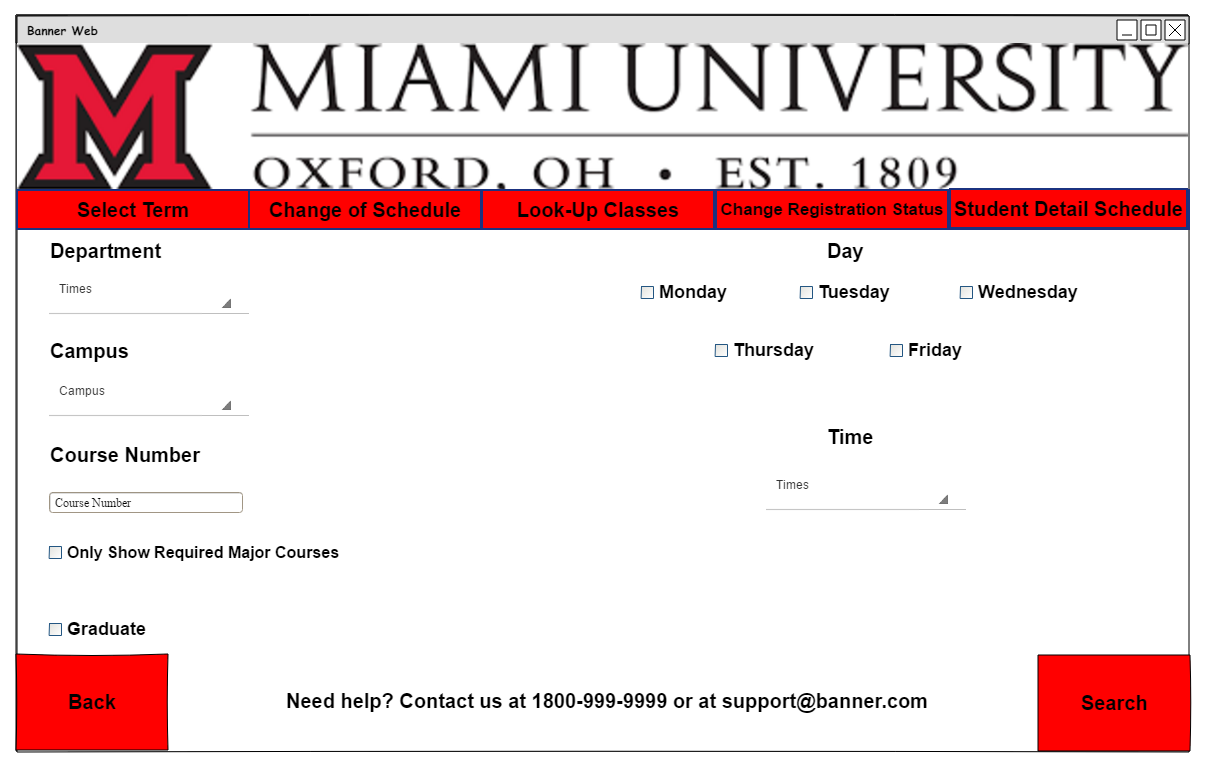 Banner Web
M
MIAMI UNIVERSITY
OXFORD, OH • EST. 1809
Select Term Change of Schedule Look-Up Classes Change Registration Status Student Detail Schedule
Department
Times
Campus
Campus
Course Number
Course Number
Only Show Required Major Courses
Graduate
Day
Monday Tuesday Wednesday
Thursday Friday
Time
Times
Back
Need help? Contact us at 1800-999-9999 or at support@banner.com
Search